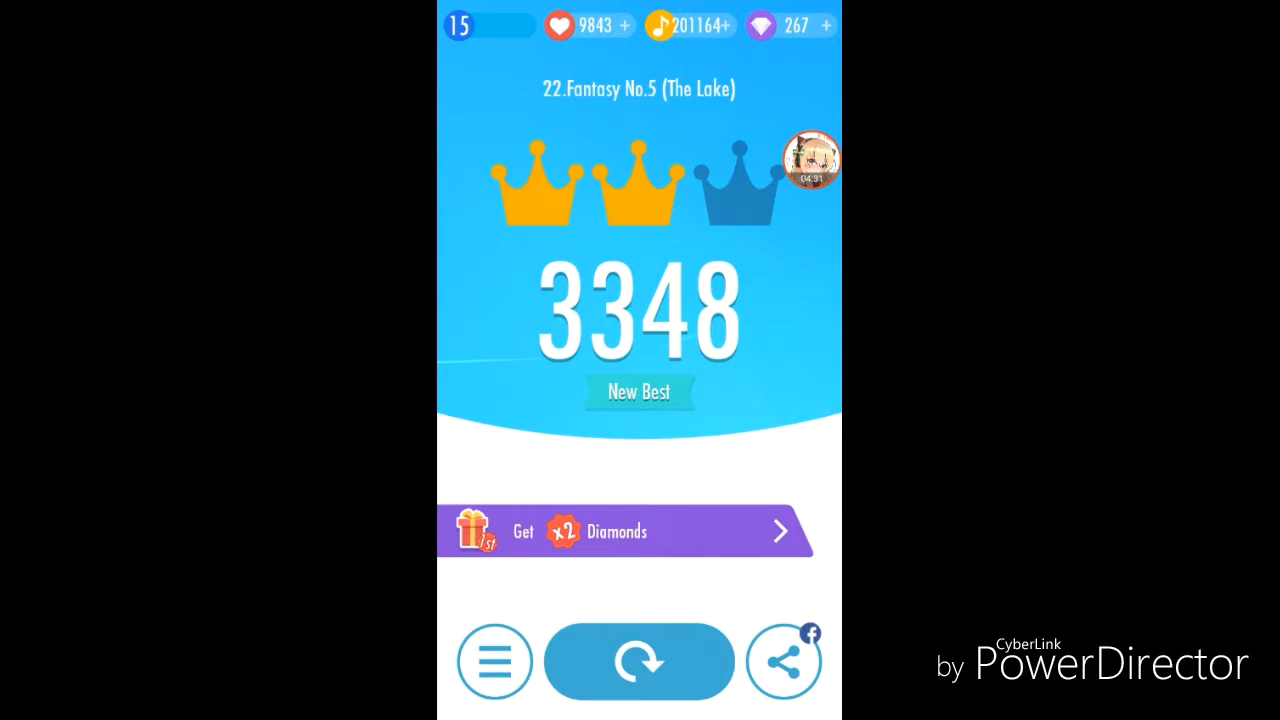 15
9843 +
201164+
267 +
22.Fantasy No.5 (The Lake)
04:31
3348
New Best
1st
Get x2 Diamonds
f
CyberLink
by PowerDirector